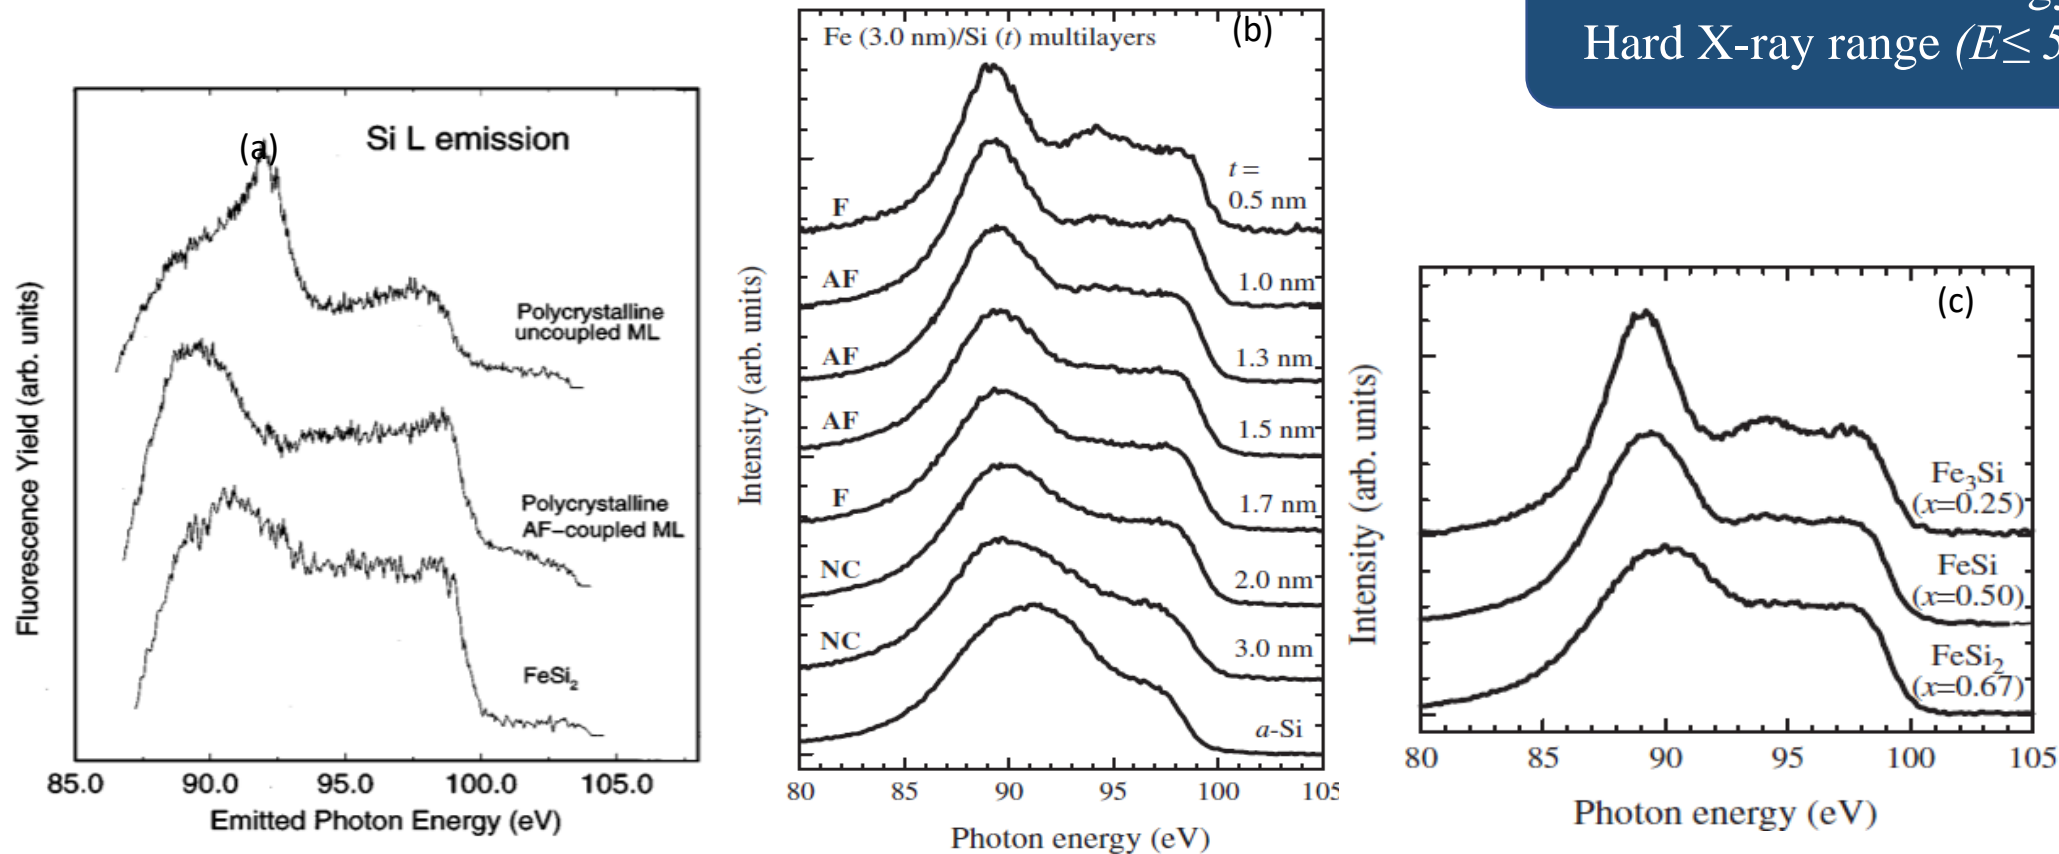 gy
Hard X-ray range (E≤ 5
(a)
Si L emission
Polycrystalline
uncoupled ML
Polycrystalline
AF-coupled ML
FeSi2
Fluorescence Yield (arb. units)
85.0 90.0 95.0 100.0 105.0
Emitted Photon Energy (eV)
(b)
Fe (3.0 nm)/Si (t) multilayers
t =
0.5 nm
F
AF
1.0 nm
AF
1.3 nm
AF
1.5 nm
F
1.7 nm
NC
2.0 nm
NC
3.0 nm
a-Si
Intensity (arb. units)
80 85 90 95 100 105
Photon energy (eV)
(c)
Fe3Si
(x=0.25)
FeSi
(x=0.50)
FeSi2
(x=0.67)
Intensity (arb. units)
80 85 90 95 100 105
Photon energy (eV)